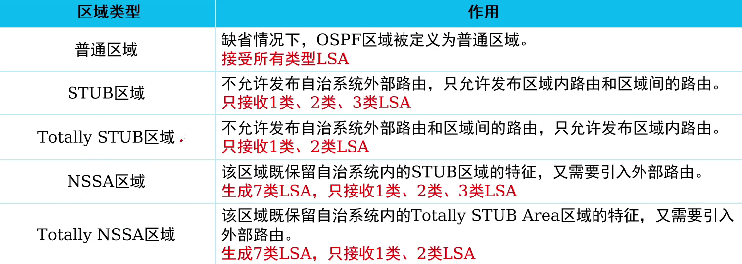 区域类型 作用
普通区域 缺省情况下，OSPF区域被定义为普通区域。
接受所有类型LSA
STUB区域 不允许发布自治系统外部路由，只允许发布区域内路由和区域间的路由。
只接收1类、2类、3类LSA
Totally STUB区域 不允许发布自治系统外部路由和区域间的路由，只允许发布区域内路由。
只接收1类、2类LSA
NSSA区域 该区域既保留自治系统内的STUB区域的特征，又需要引入外部路由。
生成7类LSA，只接收1类、2类、3类LSA
Totally NSSA区域 该区域既保留自治系统内的Totally STUB Area区域的特征，又需要引入
外部路由。
生成7类LSA，只接收1类、2类LSA